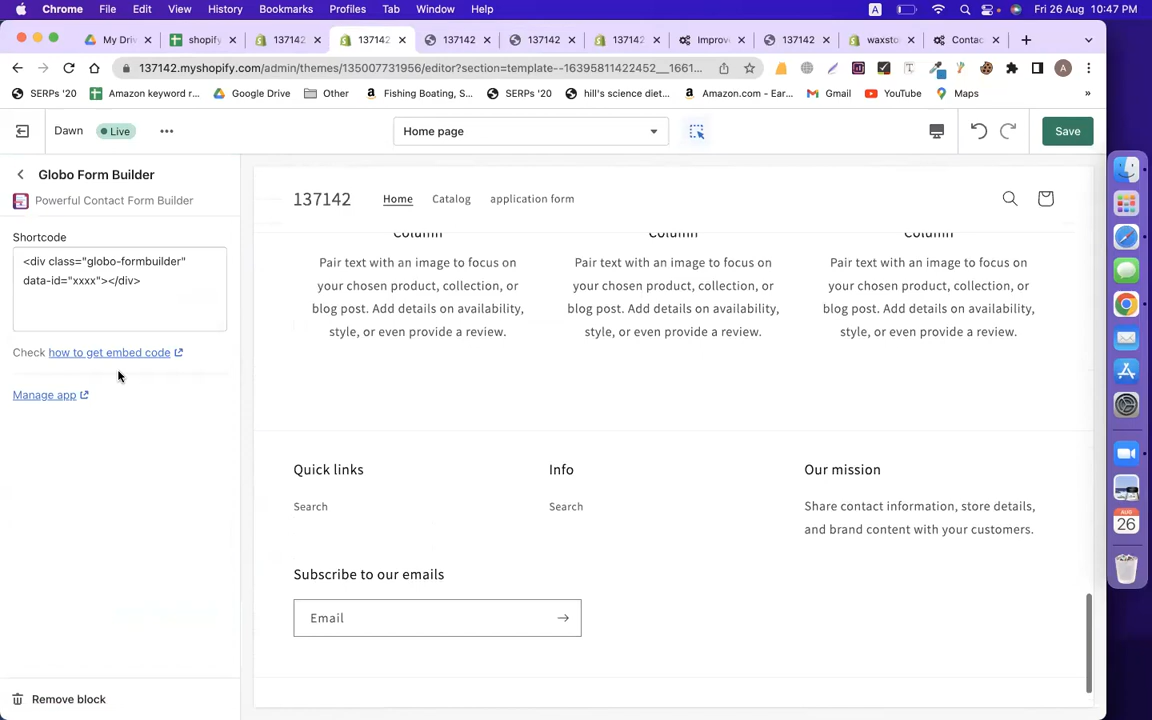 Chrome File Edit View History Bookmarks Profiles Tab Window Help A Fri 26 Aug 10:47 PM
My Driv shopify 137142 137142 137142 137142 137142 Improv 137142 waxsto Contac
137142.myshopify.com/admin/themes/135007731956/editor?section=template--16395811422452__1661... A
SERPs '20 Amazon keyword r... Google Drive Other Fishing Boating, S... SERPs '20 hill's science diet... Amazon.com - Ear... Gmail YouTube Maps »
Dawn Live Home page Save
Globo Form Builder
Powerful Contact Form Builder
Shortcode
<div class="globo-formbuilder"
data-id="xxxx"></div>
Check how to get embed code
Manage app
Remove block
137142 Home Catalog application form
Column Column Column
Pair text with an image to focus on Pair text with an image to focus on Pair text with an image to focus on
your chosen product, collection, or your chosen product, collection, or your chosen product, collection, or
blog post. Add details on availability, blog post. Add details on availability, blog post. Add details on availability,
style, or even provide a review. style, or even provide a review. style, or even provide a review.
Quick links Info Our mission
Search Search Share contact information, store details,
and brand content with your customers.
Subscribe to our emails
Email
AUG
26